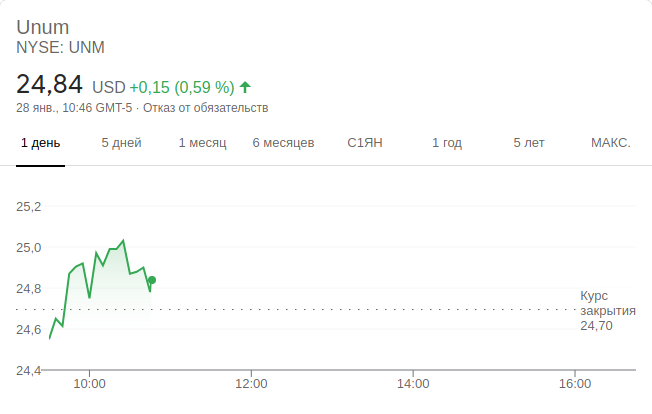 Unum
NYSE: UNM
24,84 USD +0,15 (0,59 %)
28 янв., 10:46 GMT-5 · Отказ от обязательств
1 день 5 дней 1 месяц 6 месяцев С1ЯН 1 год 5 лет МАКС.
25,2
25,0
24,8
24,6
24,4
Курс
закрытия
24,70
10:00 12:00 14:00 16:00